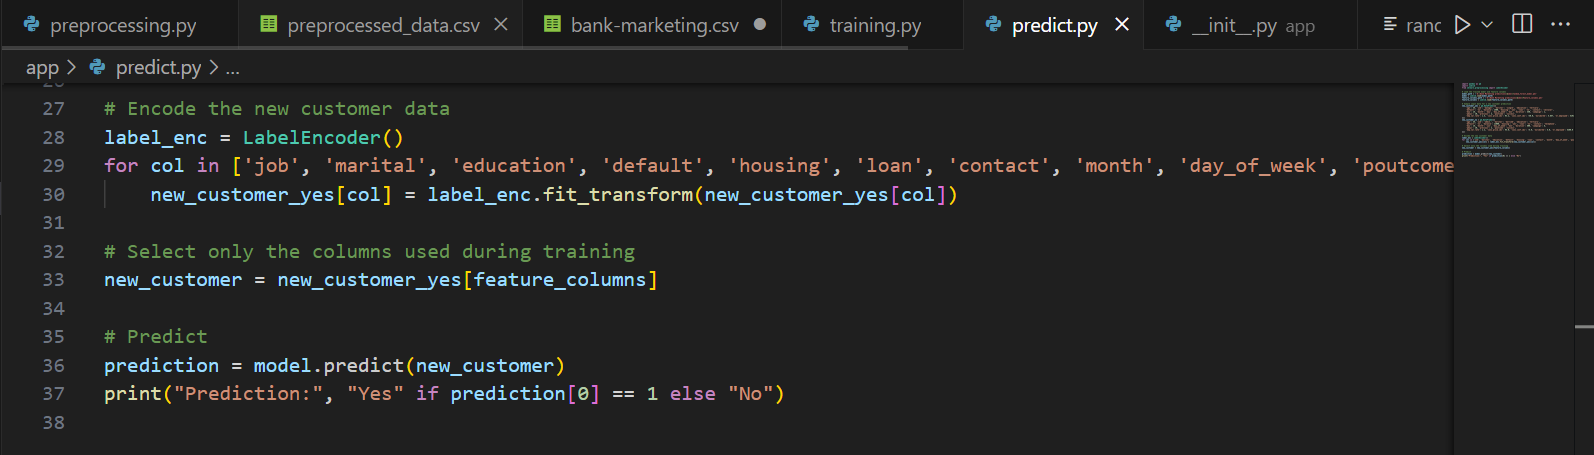 preprocessing.py preprocessed_data.csv bank-marketing.csv training.py predict.py __init__.py app ranc
app > predict.py > ...
26
27 # Encode the new customer data
28 label_enc = LabelEncoder()
29 for col in ['job', 'marital', 'education', 'default', 'housing', 'loan', 'contact', 'month', 'day_of_week', 'poutcome
30     new_customer_yes[col] = label_enc.fit_transform(new_customer_yes[col])
31
32 # Select only the columns used during training
33 new_customer = new_customer_yes[feature_columns]
34
35 # Predict
36 prediction = model.predict(new_customer)
37 print("Prediction:", "Yes" if prediction[0] == 1 else "No")
38